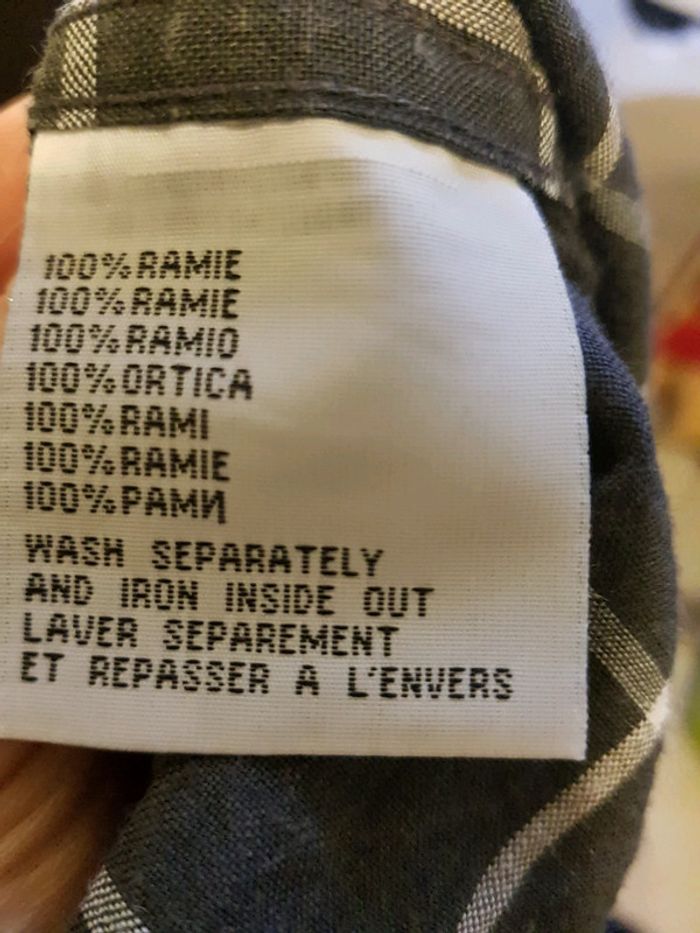 100% RAMIE
100% RAMIE
100% RAMIO
100% ORTICA
100% RAMI
100% RAMIE
100% РАМИ
WASH SEPARATELY
AND IRON INSIDE OUT
LAVER SEPAREMENT
ET REPASSER A L'ENVERS